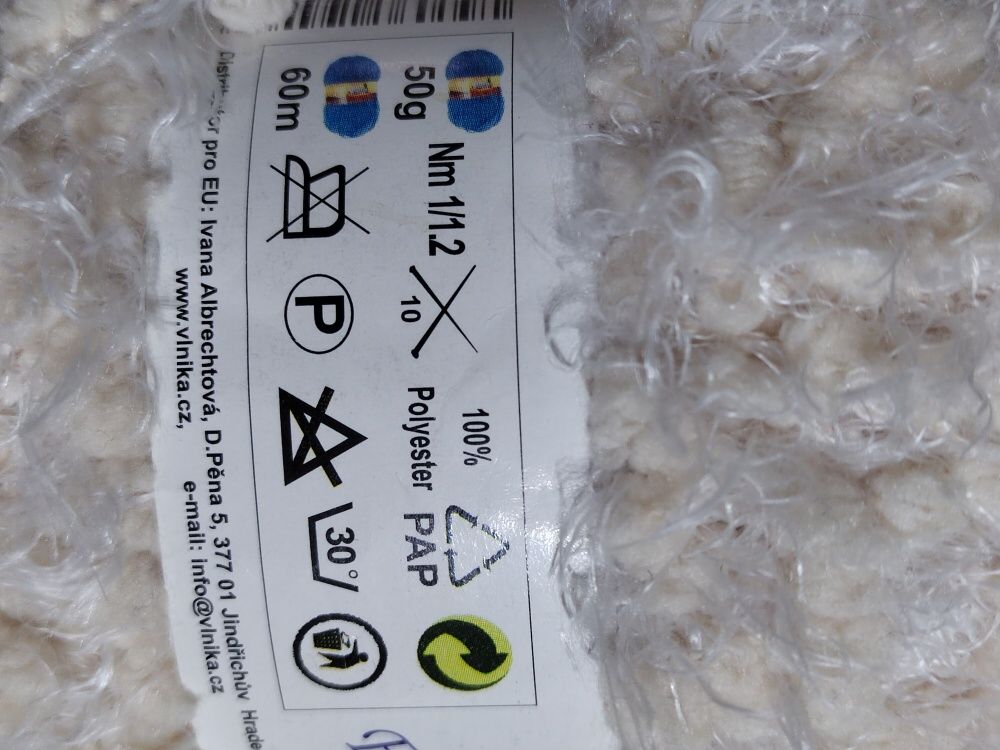 50g Nm 1/1.2 10 100%
Polyester PAP
60m P 30°
Distributor pro EU: Ivana Albrechtová, D.Pěna 5, 377 01 Jindřichův Hradec
www.vlnika.cz, e-mail: info@vlnika.cz